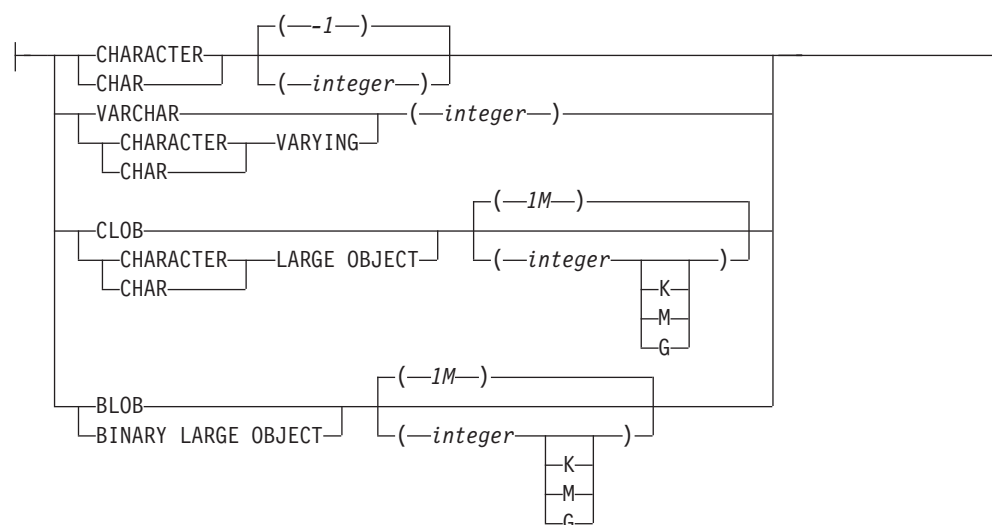 (-1)
CHARACTER
CHAR (integer)
VARCHAR (integer)
CHARACTER VARYING
CHAR
(1M)
CLOB
CHARACTER LARGE OBJECT (integer )
CHAR K
M
G
(1M)
BLOB
BINARY LARGE OBJECT (integer )
K
M
G